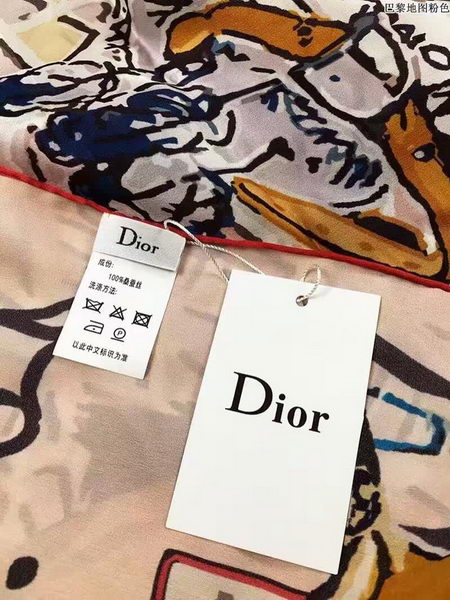 巴黎地图粉色
Dior
成份:
100%桑蚕丝
洗涤方法:
P
以此中文标识为准
Dior